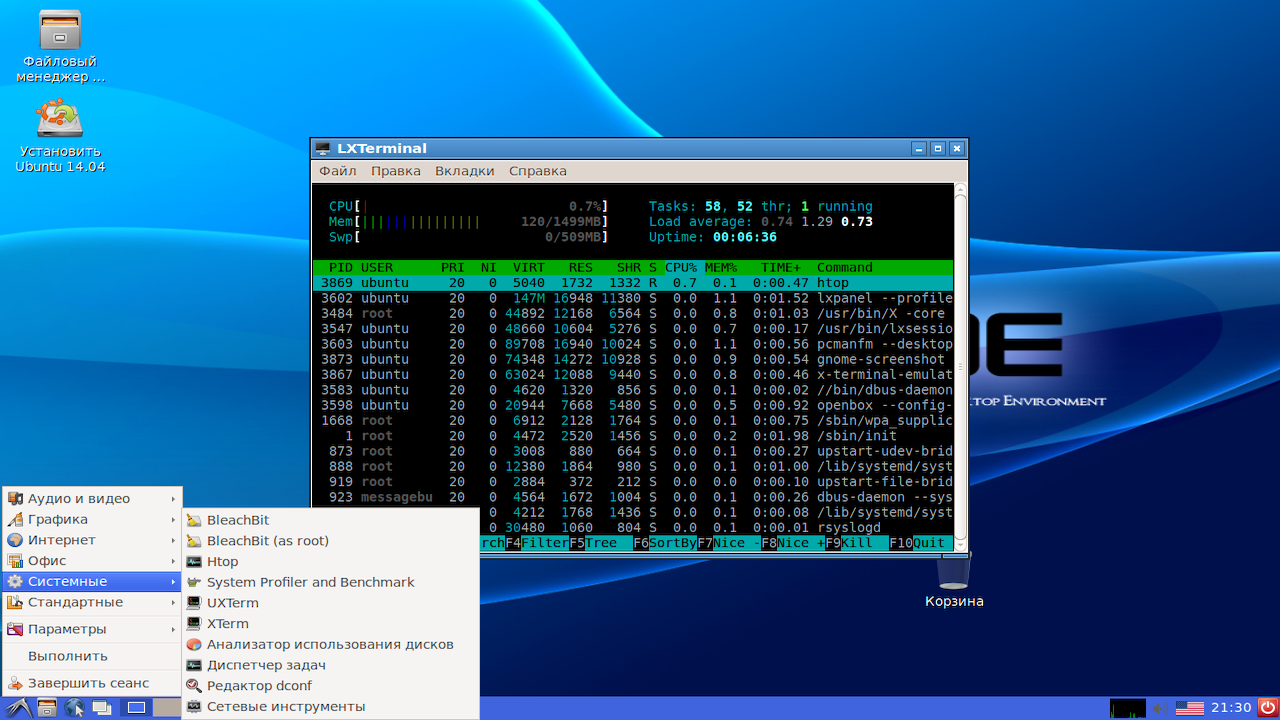 Файловый
менеджер ...
Установить
Ubuntu 14.04
LXTerminal
Файл Правка Вкладки Справка
CPU[| 0.7%] Tasks: 58, 52 thr; 1 running
Mem[||||||||||||||| 120/1499MB] Load average: 0.74 1.29 0.73
Swp[ 0/509MB] Uptime: 00:06:36
PID USER PRI NI VIRT RES SHR S CPU% MEM% TIME+ Command
3869 ubuntu 20 0 5040 1732 1332 R 0.7 0.1 0:00.47 htop
3602 ubuntu 20 0 147M 16948 11380 S 0.0 1.1 0:01.52 lxpanel --profile
3484 root 20 0 44892 12168 6564 S 0.0 0.8 0:01.03 /usr/bin/X -core
3547 ubuntu 20 0 48660 10604 5276 S 0.0 0.7 0:00.17 /usr/bin/lxsessio
3603 ubuntu 20 0 89708 16940 10024 S 0.0 1.1 0:00.56 pcmanfm --desktop
3873 ubuntu 20 0 74348 14272 10928 S 0.0 0.9 0:00.54 gnome-screenshot
3867 ubuntu 20 0 63024 12088 9440 S 0.0 0.8 0:00.46 x-terminal-emulat
3583 ubuntu 20 0 4620 1320 856 S 0.0 0.1 0:00.02 //bin/dbus-daemon
3598 ubuntu 20 0 20944 7668 5480 S 0.0 0.5 0:00.92 openbox --config-
1668 root 20 0 6912 2128 1764 S 0.0 0.1 0:00.75 /sbin/wpa_supplic
1 root 20 0 4472 2520 1456 S 0.0 0.2 0:01.98 /sbin/init
873 root 20 0 3008 880 664 S 0.0 0.1 0:00.27 upstart-udev-brid
888 root 20 0 12380 1864 980 S 0.0 0.1 0:01.00 /lib/systemd/syst
919 root 20 0 2884 372 212 S 0.0 0.0 0:00.10 upstart-file-brid
923 messagebu 20 0 4564 1672 1004 S 0.0 0.1 0:00.26 dbus-daemon --sys
0 4212 1768 1436 S 0.0 0.1 0:00.08 /lib/systemd/syst
0 30480 1060 804 S 0.0 0.1 0:00.01 rsyslogd
rchF4FilterF5Tree F6SortByF7Nice -F8Nice +F9Kill F10Quit
DE
TOP ENVIRONMENT
Корзина
Аудио и видео
Графика
Интернет
Офис
Системные
Стандартные
Параметры
Выполнить
Завершить сеанс
BleachBit
BleachBit (as root)
Htop
System Profiler and Benchmark
UXTerm
XTerm
Анализатор использования дисков
Диспетчер задач
Редактор dconf
Сетевые инструменты
21:30